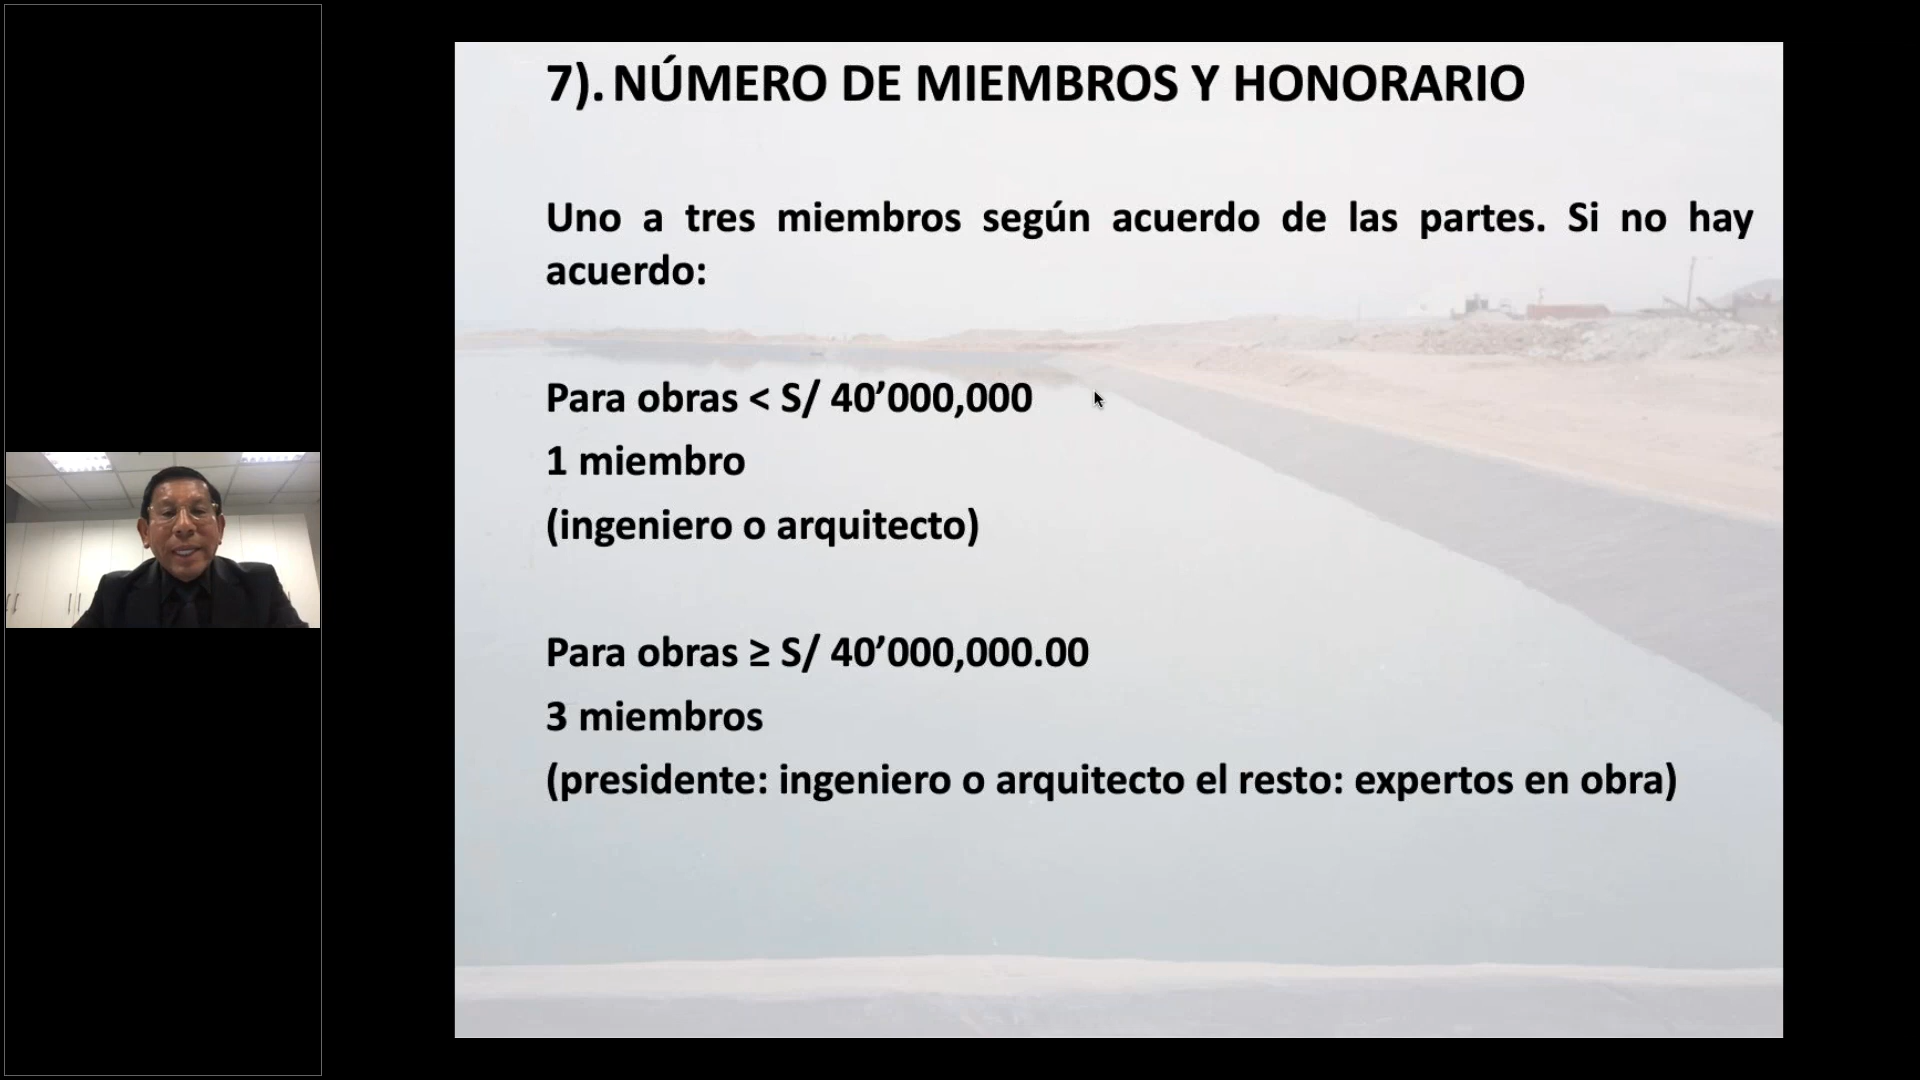 7). NÚMERO DE MIEMBROS Y HONORARIO
Uno a tres miembros según acuerdo de las partes. Si no hay
acuerdo:
Para obras < S/ 40’000,000
1 miembro
(ingeniero o arquitecto)
Para obras ≥ S/ 40’000,000.00
3 miembros
(presidente: ingeniero o arquitecto el resto: expertos en obra)